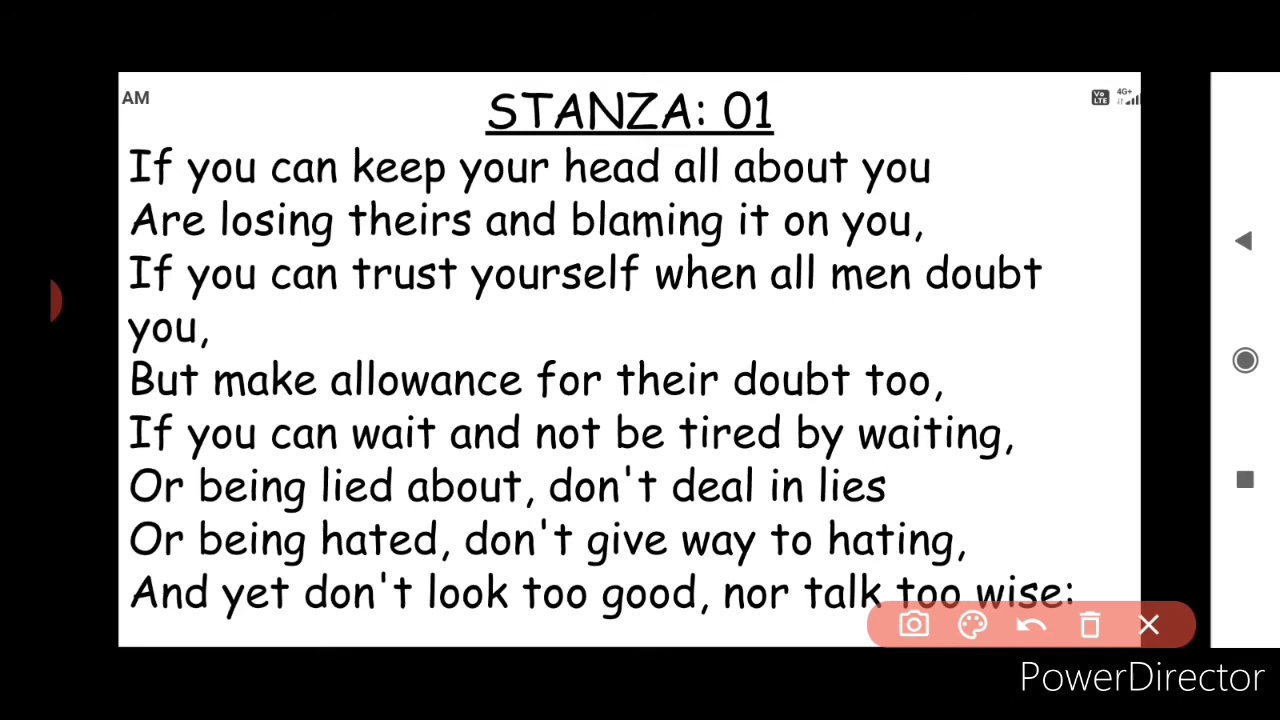 AM
Vo LTE 4G+
STANZA: 01
If you can keep your head all about you
Are losing theirs and blaming it on you,
If you can trust yourself when all men doubt
you,
But make allowance for their doubt too,
If you can wait and not be tired by waiting,
Or being lied about, don't deal in lies
Or being hated, don't give way to hating,
And yet don't look too good, nor talk too wise:
PowerDirector